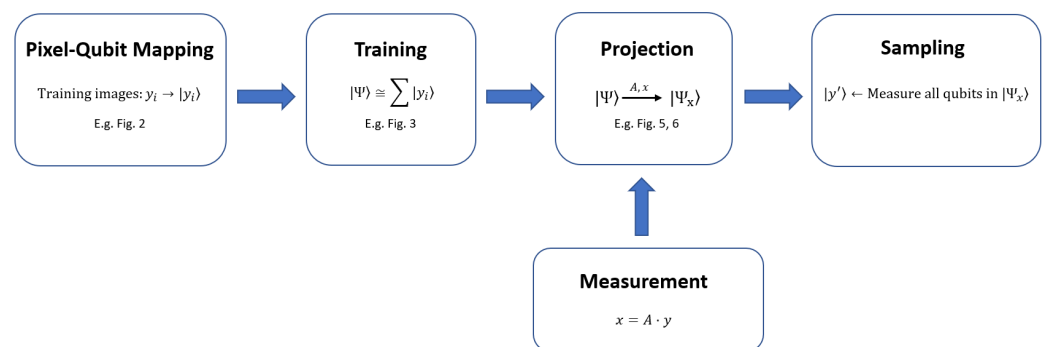 Pixel-Qubit Mapping
Training images: y_i → |y_i⟩
E.g. Fig. 2
Training
|Ψ⟩ ≅ ∑ |y_i⟩
E.g. Fig. 3
Projection
|Ψ⟩ —A, x→ |Ψ_x⟩
E.g. Fig. 5, 6
Sampling
|y′⟩ ← Measure all qubits in |Ψ_x⟩
Measurement
x = A · y